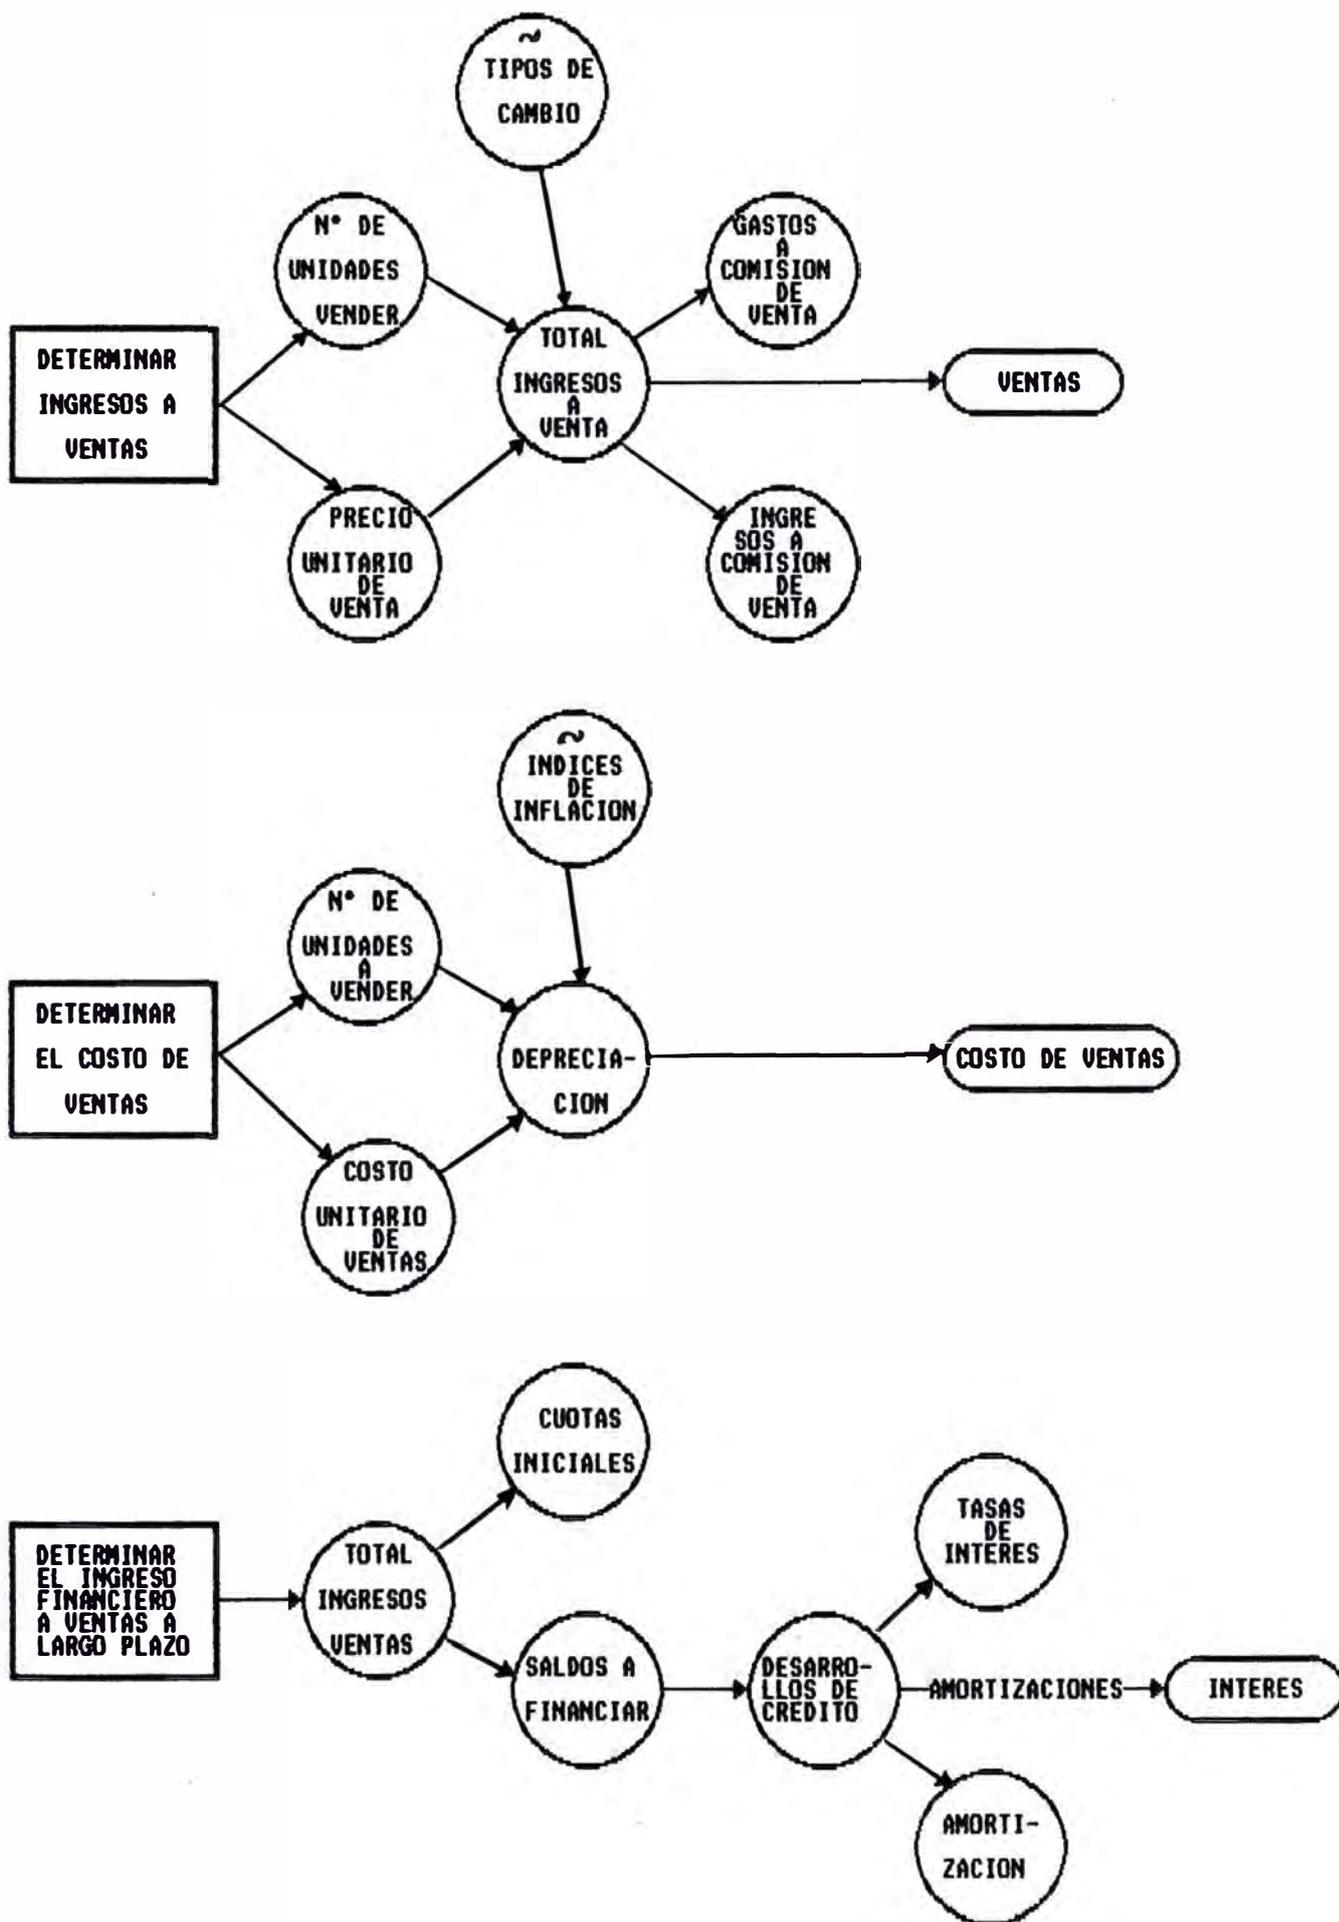 ~
TIPOS DE
CAMBIO
N° DE
UNIDADES
VENDER
GASTOS
A
COMISION
DE
VENTA
DETERMINAR
INGRESOS A
VENTAS
TOTAL
INGRESOS
A
VENTA
VENTAS
PRECIO
UNITARIO
DE
VENTA
INGRE
SOS A
COMISION
DE
VENTA
~
INDICES
DE
INFLACION
N° DE
UNIDADES
A
VENDER
DETERMINAR
EL COSTO DE
VENTAS
DEPRECIA-
CION
COSTO DE VENTAS
COSTO
UNITARIO
DE
VENTAS
CUOTAS
INICIALES
DETERMINAR
EL INGRESO
FINANCIERO
A VENTAS A
LARGO PLAZO
TOTAL
INGRESOS
VENTAS
SALDOS A
FINANCIAR
DESARRO-
LLOS DE
CREDITO
TASAS
DE
INTERES
AMORTIZACIONES
INTERES
AMORTI-
ZACION